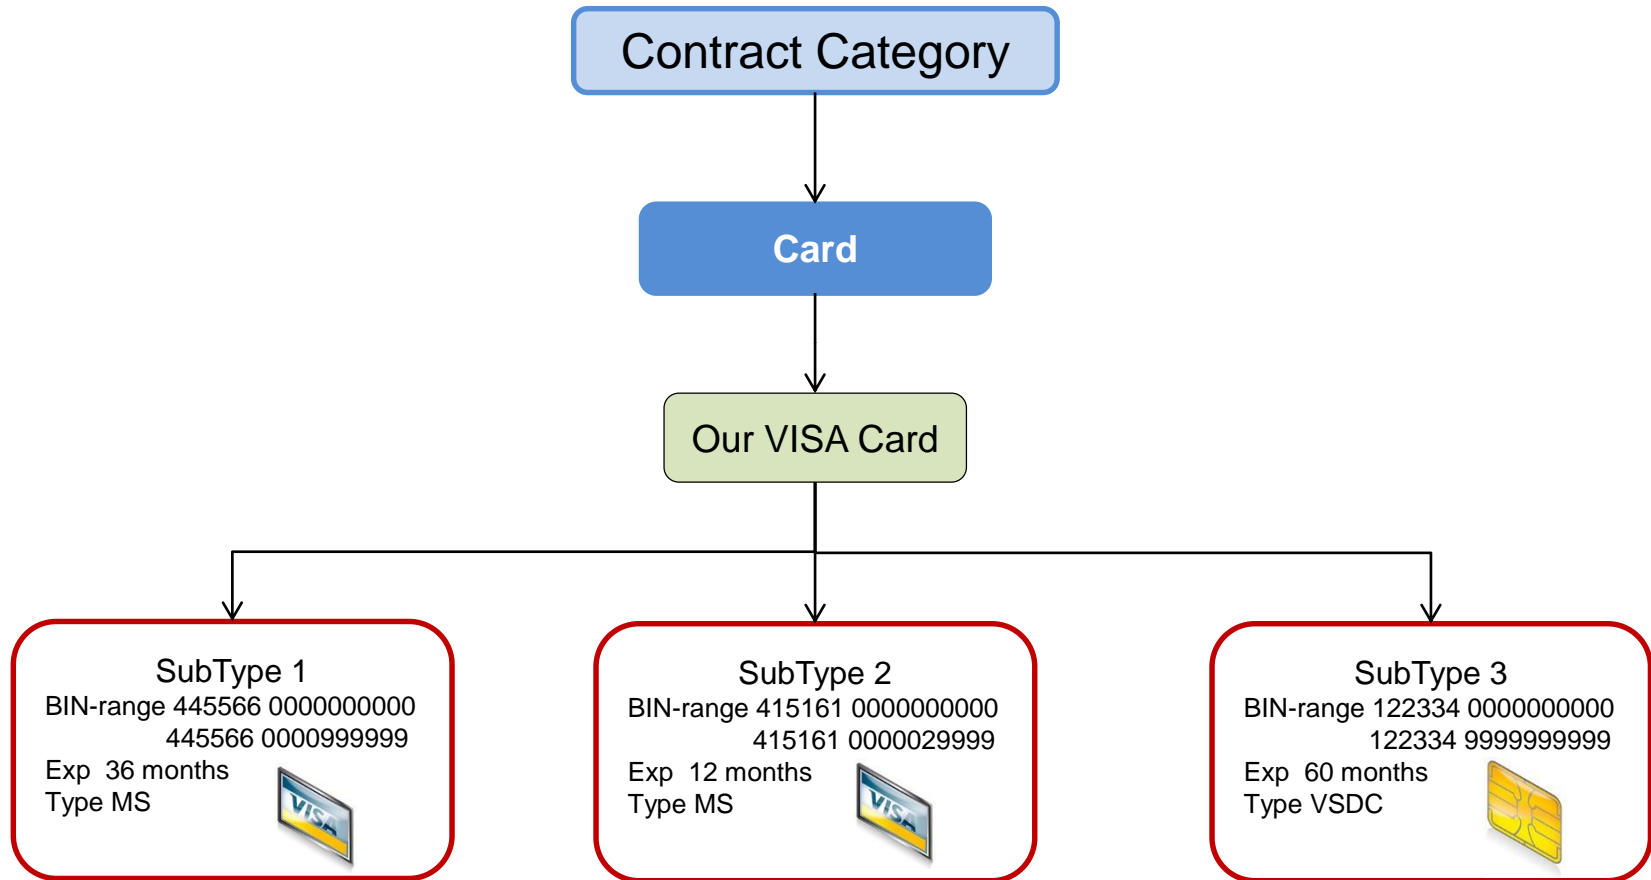 Contract Category
Card
Our VISA Card
SubType 1
BIN-range 445566 0000000000
445566 0000999999
Exp  36 months
Type MS
VISA
SubType 2
BIN-range 415161 0000000000
415161 0000029999
Exp  12 months
Type MS
VISA
SubType 3
BIN-range 122334 0000000000
122334 9999999999
Exp  60 months
Type VSDC